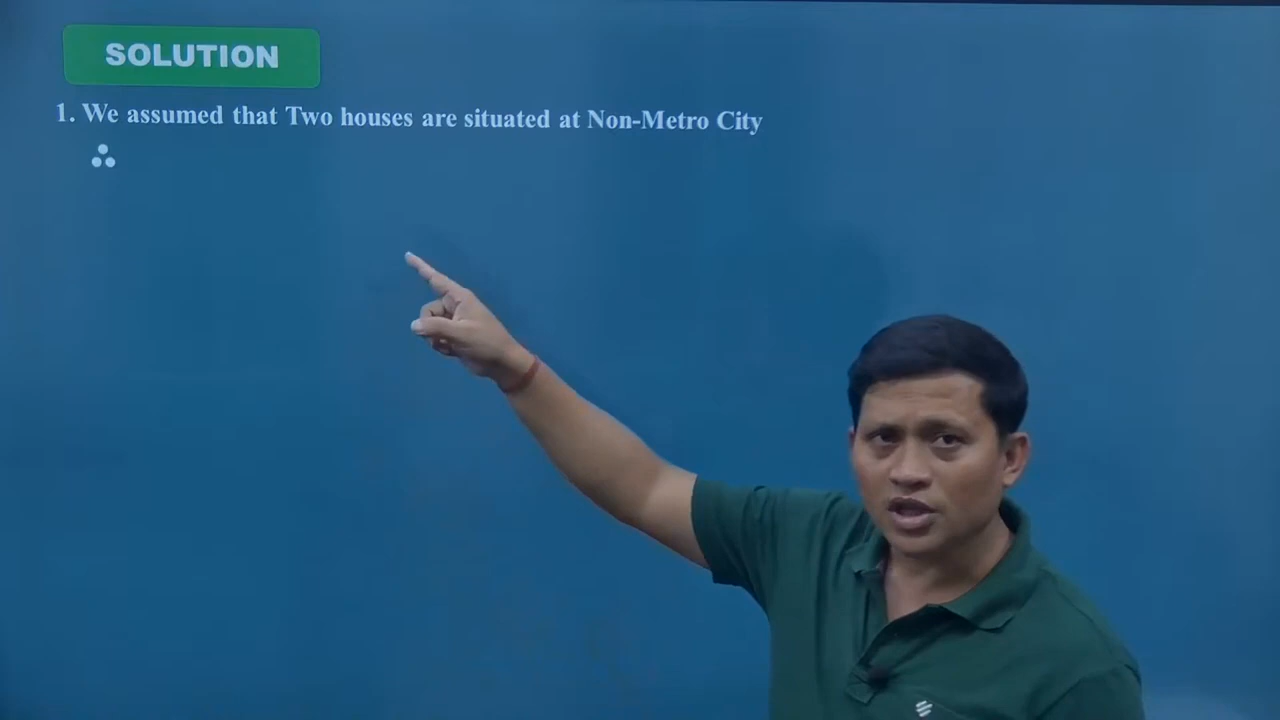 SOLUTION
1. We assumed that Two houses are situated at Non-Metro City
∴